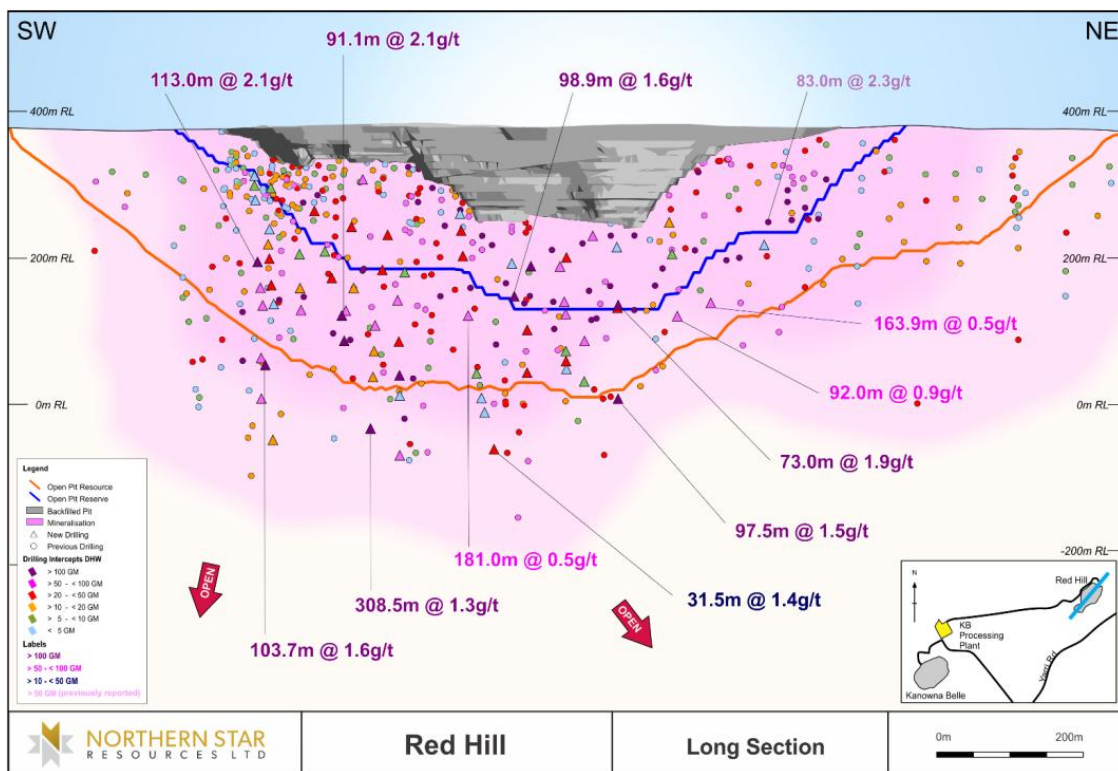 SW
NE
91.1m @ 2.1g/t
113.0m @ 2.1g/t
98.9m @ 1.6g/t
83.0m @ 2.3g/t
400m RL
400m RL
200m RL
200m RL
163.9m @ 0.5g/t
92.0m @ 0.9g/t
0m RL
0m RL
73.0m @ 1.9g/t
97.5m @ 1.5g/t
181.0m @ 0.5g/t
-200m RL
31.5m @ 1.4g/t
308.5m @ 1.3g/t
103.7m @ 1.6g/t
OPEN
OPEN
Legend
Open Pit Resource
Open Pit Reserve
Backfilled Pit
Mineralisation
New Drilling
Previous Drilling
Drilling Intercepts DHW
> 100 GM
> 50 - < 100 GM
> 20 - < 50 GM
> 10 - < 20 GM
> 5 - < 10 GM
< 5 GM
Labels
> 100 GM
> 50 - < 100 GM
> 10 - < 50 GM
> 50 GM (previously reported)
N
Red Hill
KB
Processing
Plant
Yarri Rd
Kanowna Belle
NORTHERN STAR
RESOURCES LTD
Red Hill
Long Section
0m
200m